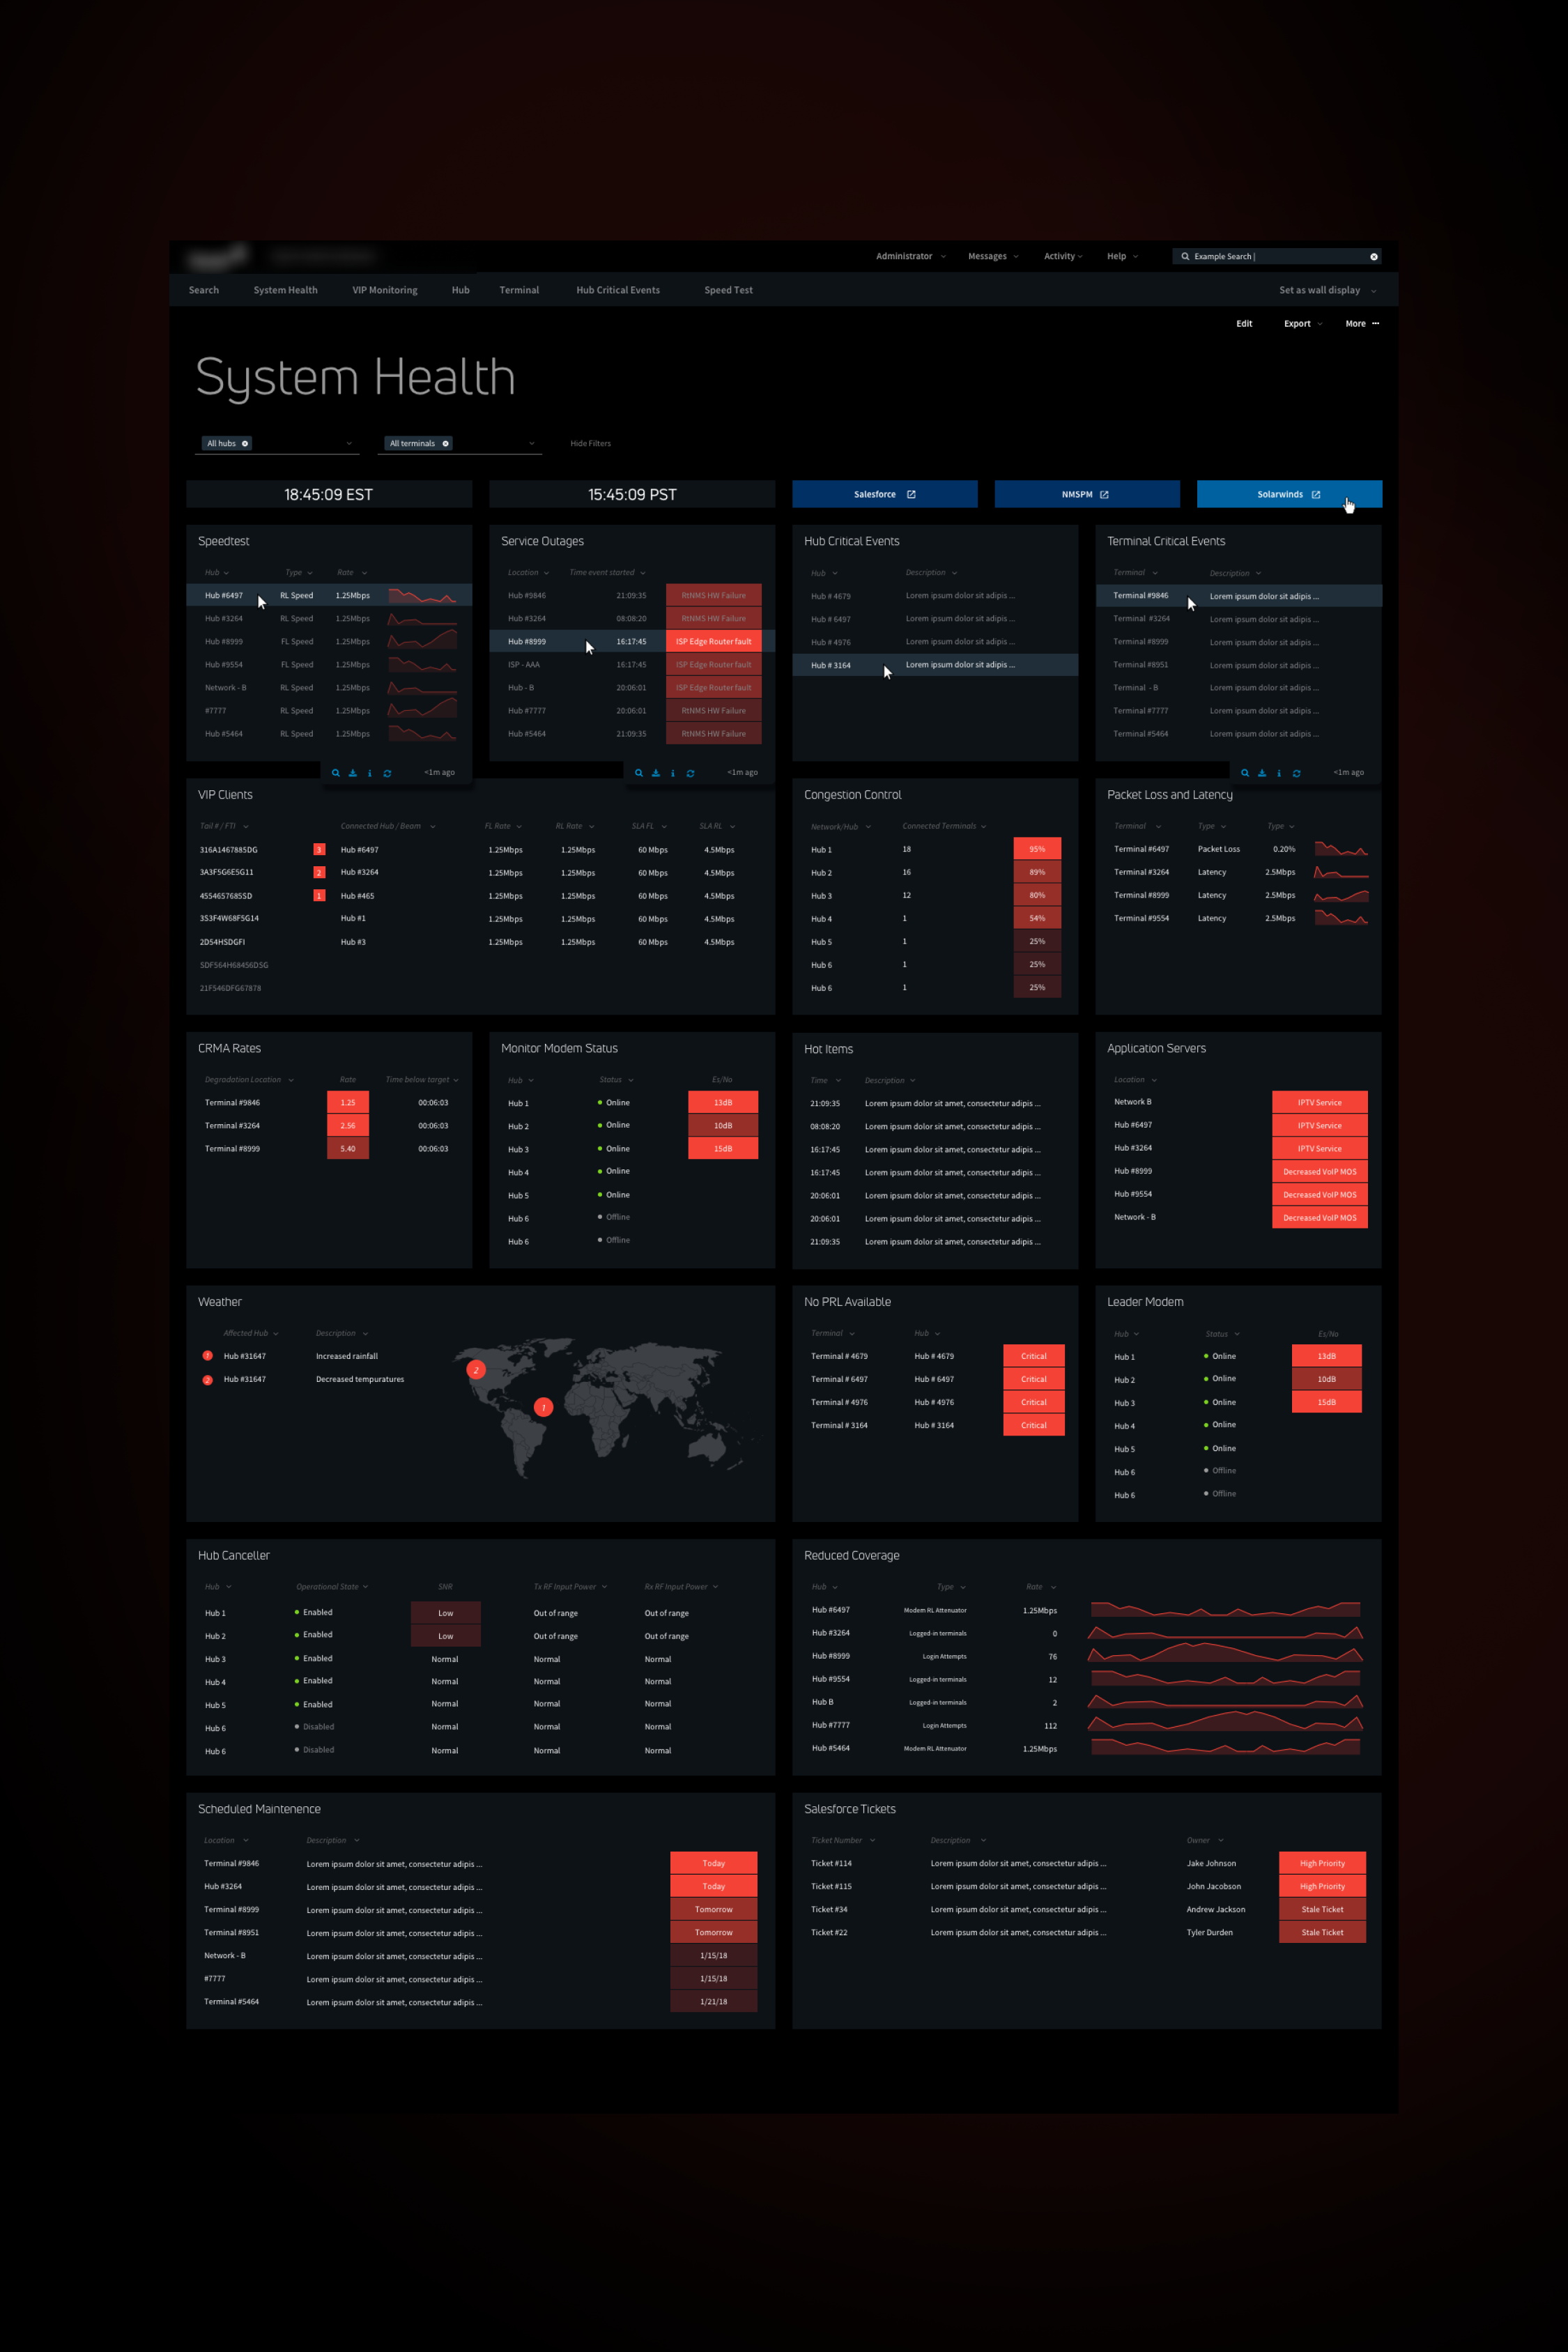 Administrator Messages Activity Help Example Search |
Search System Health VIP Monitoring Hub Terminal Hub Critical Events Speed Test Set as wall display
Edit Export More
System Health
All hubs All terminals Hide Filters
18:45:09 EST 15:45:09 PST Salesforce NMSPM Solarwinds
Speedtest
Hub Type Rate
Hub #6497 RL Speed 1.25Mbps
Hub #3264 RL Speed 1.25Mbps
Hub #8999 FL Speed 1.25Mbps
Hub #9554 FL Speed 1.25Mbps
Network - B RL Speed 1.25Mbps
#7777 RL Speed 1.25Mbps
Hub #5464 RL Speed 1.25Mbps
<1m ago
Service Outages
Location Time event started
Hub #9846 21:09:35 RtNMS HW Failure
Hub #3264 08:08:20 RtNMS HW Failure
Hub #8999 16:17:45 ISP Edge Router fault
ISP - AAA 16:17:45 ISP Edge Router fault
Hub - B 20:06:01 ISP Edge Router fault
Hub #7777 20:06:01 RtNMS HW Failure
Hub #5464 21:09:35 RtNMS HW Failure
<1m ago
Hub Critical Events
Hub Description
Hub # 4679 Lorem ipsum dolor sit adipis ...
Hub # 6497 Lorem ipsum dolor sit adipis ...
Hub # 4976 Lorem ipsum dolor sit adipis ...
Hub # 3164 Lorem ipsum dolor sit adipis ...
Terminal Critical Events
Terminal Description
Terminal #9846 Lorem ipsum dolor sit adipis ...
Terminal #3264 Lorem ipsum dolor sit adipis ...
Terminal #8999 Lorem ipsum dolor sit adipis ...
Terminal #8951 Lorem ipsum dolor sit adipis ...
Terminal - B Lorem ipsum dolor sit adipis ...
Terminal #7777 Lorem ipsum dolor sit adipis ...
Terminal #5464 Lorem ipsum dolor sit adipis ...
<1m ago
VIP Clients
Tail # / FTI Connected Hub / Beam FL Rate RL Rate SLA FL SLA RL
316A1467885DG 3 Hub #6497 1.25Mbps 1.25Mbps 60 Mbps 4.5Mbps
3A3F5G6E5G11 2 Hub #3264 1.25Mbps 1.25Mbps 60 Mbps 4.5Mbps
4554657685SD 1 Hub #465 1.25Mbps 1.25Mbps 60 Mbps 4.5Mbps
353F4W68F5G14 Hub #1 1.25Mbps 1.25Mbps 60 Mbps 4.5Mbps
2D54HSDGFI Hub #3 1.25Mbps 1.25Mbps 60 Mbps 4.5Mbps
5DF564H68456DSG
21F546DFG67878
Congestion Control
Network/Hub Connected Terminals
Hub 1 18 95%
Hub 2 16 89%
Hub 3 12 80%
Hub 4 1 54%
Hub 5 1 25%
Hub 6 1 25%
Hub 6 1 25%
Packet Loss and Latency
Terminal Type Type
Terminal #6497 Packet Loss 0.20%
Terminal #3264 Latency 2.5Mbps
Terminal #8999 Latency 2.5Mbps
Terminal #9554 Latency 2.5Mbps
CRMA Rates
Degradation Location Rate Time below target
Terminal #9846 1.25 00:06:03
Terminal #3264 2.56 00:06:03
Terminal #8999 5.40 00:06:03
Monitor Modem Status
Hub Status Es/No
Hub 1 Online 13dB
Hub 2 Online 10dB
Hub 3 Online 15dB
Hub 4 Online
Hub 5 Online
Hub 6 Offline
Hub 6 Offline
Hot Items
Time Description
21:09:35 Lorem ipsum dolor sit amet, consectetur adipis ...
08:08:20 Lorem ipsum dolor sit amet, consectetur adipis ...
16:17:45 Lorem ipsum dolor sit amet, consectetur adipis ...
16:17:45 Lorem ipsum dolor sit amet, consectetur adipis ...
20:06:01 Lorem ipsum dolor sit amet, consectetur adipis ...
20:06:01 Lorem ipsum dolor sit amet, consectetur adipis ...
21:09:35 Lorem ipsum dolor sit amet, consectetur adipis ...
Application Servers
Location
Network B IPTV Service
Hub #6497 IPTV Service
Hub #3264 IPTV Service
Hub #8999 Decreased VoIP MOS
Hub #9554 Decreased VoIP MOS
Network - B Decreased VoIP MOS
Weather
Affected Hub Description
1 Hub #31647 Increased rainfall
2 Hub #31647 Decreased tempuratures
2
1
No PRL Available
Terminal Hub
Terminal # 4679 Hub # 4679 Critical
Terminal # 6497 Hub # 6497 Critical
Terminal # 4976 Hub # 4976 Critical
Terminal # 3164 Hub # 3164 Critical
Leader Modem
Hub Status Es/No
Hub 1 Online 13dB
Hub 2 Online 10dB
Hub 3 Online 15dB
Hub 4 Online
Hub 5 Online
Hub 6 Offline
Hub 6 Offline
Hub Canceller
Hub Operational State SNR Tx RF Input Power Rx RF Input Power
Hub 1 Enabled Low Out of range Out of range
Hub 2 Enabled Low Out of range Out of range
Hub 3 Enabled Normal Normal Normal
Hub 4 Enabled Normal Normal Normal
Hub 5 Enabled Normal Normal Normal
Hub 6 Disabled Normal Normal Normal
Hub 6 Disabled Normal Normal Normal
Reduced Coverage
Hub Type Rate
Hub #6497 Modem RL Attenuator 1.25Mbps
Hub #3264 Logged-in terminals 0
Hub #8999 Login Attempts 76
Hub #9554 Logged-in terminals 12
Hub B Logged-in terminals 2
Hub #7777 Login Attempts 112
Hub #5464 Modem RL Attenuator 1.25Mbps
Scheduled Maintenence
Location Description
Terminal #9846 Lorem ipsum dolor sit amet, consectetur adipis ... Today
Hub #3264 Lorem ipsum dolor sit amet, consectetur adipis ... Today
Terminal #8999 Lorem ipsum dolor sit amet, consectetur adipis ... Tomorrow
Terminal #8951 Lorem ipsum dolor sit amet, consectetur adipis ... Tomorrow
Network - B Lorem ipsum dolor sit amet, consectetur adipis ... 1/15/18
#7777 Lorem ipsum dolor sit amet, consectetur adipis ... 1/15/18
Terminal #5464 Lorem ipsum dolor sit amet, consectetur adipis ... 1/21/18
Salesforce Tickets
Ticket Number Description Owner
Ticket #114 Lorem ipsum dolor sit amet, consectetur adipis ... Jake Johnson High Priority
Ticket #115 Lorem ipsum dolor sit amet, consectetur adipis ... John Jacobson High Priority
Ticket #34 Lorem ipsum dolor sit amet, consectetur adipis ... Andrew Jackson Stale Ticket
Ticket #22 Lorem ipsum dolor sit amet, consectetur adipis ... Tyler Durden Stale Ticket